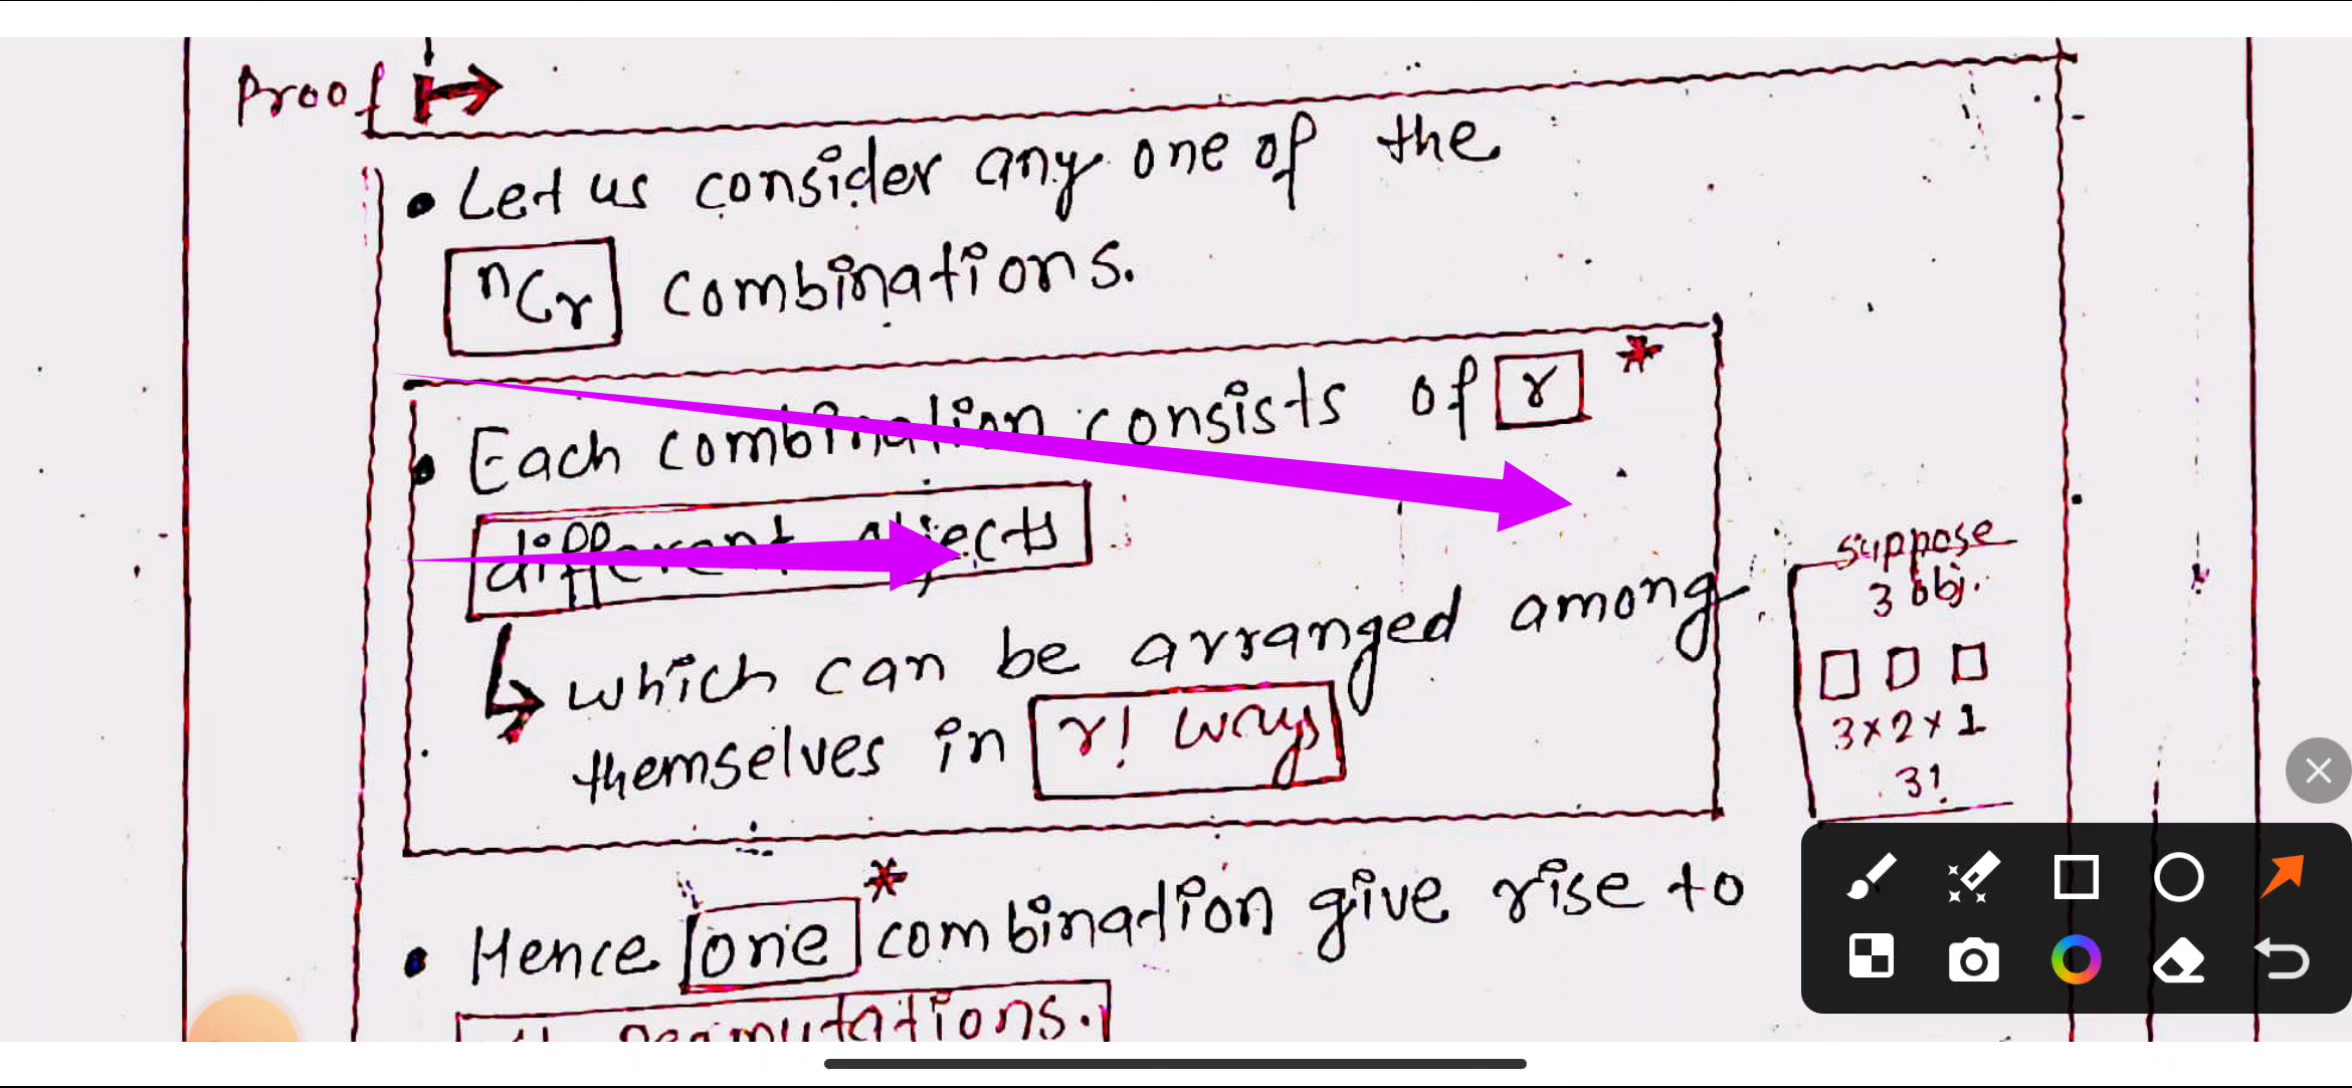 Proof
• Let us consider any one of the
nCr combinations.
• Each combination consists of r *
different objects
which can be arranged among
themselves in r! ways
suppose
3 obj.
3×2×1
3!
• Hence one * combination give rise to
permutations.